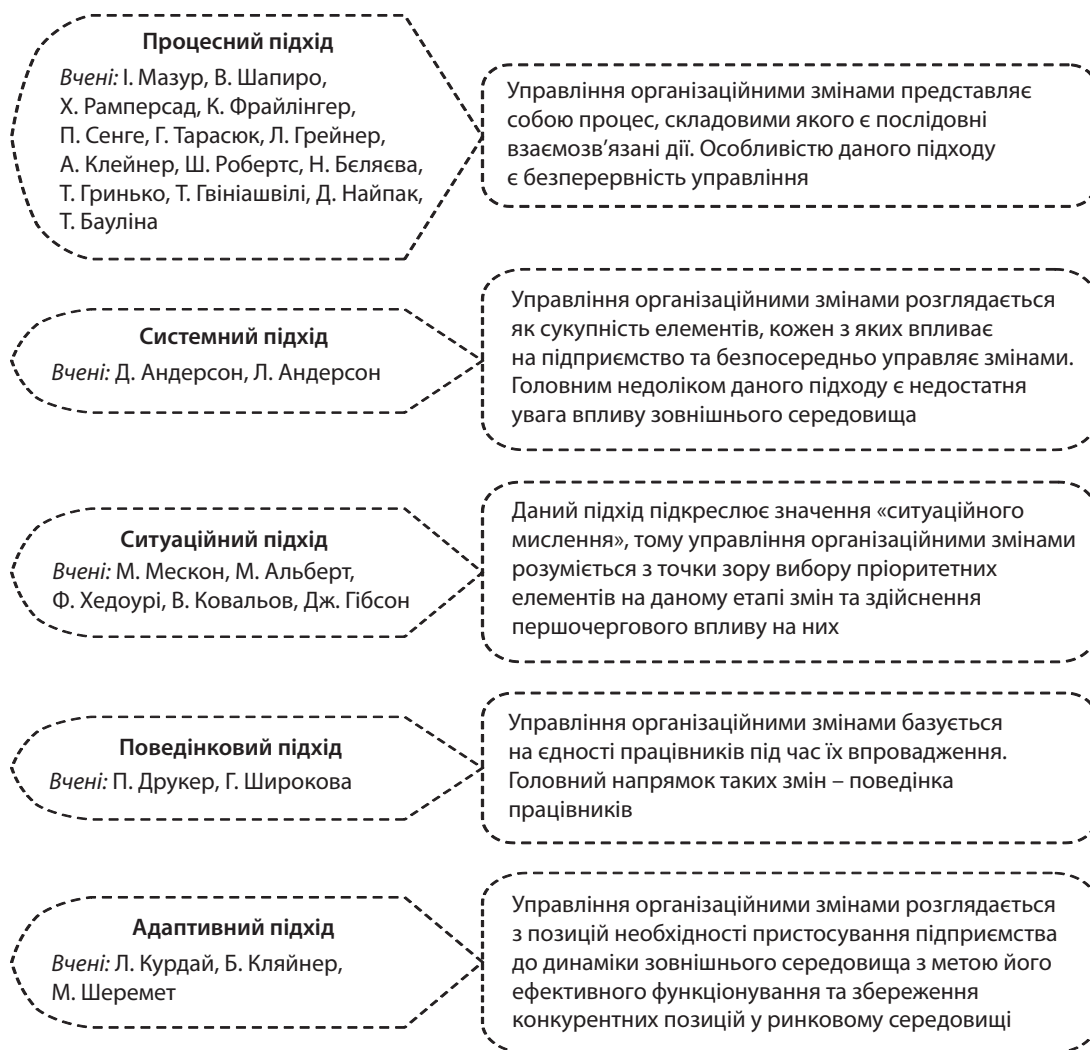 Процесний підхід
Вчені: І. Мазур, В. Шапиро,
Х. Рамперсад, К. Фрайлінгер,
П. Сенге, Г. Тарасюк, Л. Грейнер,
А. Клейнер, Ш. Робертс, Н. Бєляєва,
Т. Гринько, Т. Гвініашвілі, Д. Найпак,
Т. Бауліна
Управління організаційними змінами представляє
собою процес, складовими якого є послідовні
взаємозв'язані дії. Особливістю даного підходу
є безперервність управління
Системний підхід
Вчені: Д. Андерсон, Л. Андерсон
Управління організаційними змінами розглядається
як сукупність елементів, кожен з яких впливає
на підприємство та безпосередньо управляє змінами.
Головним недоліком даного підходу є недостатня
увага впливу зовнішнього середовища
Ситуаційний підхід
Вчені: М. Мескон, М. Альберт,
Ф. Хедоурі, В. Ковальов, Дж. Гібсон
Даний підхід підкреслює значення «ситуаційного
мислення», тому управління організаційними змінами
розуміється з точки зору вибору пріоритетних
елементів на даному етапі змін та здійснення
першочергового впливу на них
Поведінковий підхід
Вчені: П. Друкер, Г. Широкова
Управління організаційними змінами базується
на єдності працівників під час їх впровадження.
Головний напрямок таких змін – поведінка
працівників
Адаптивний підхід
Вчені: Л. Курдай, Б. Кляйнер,
М. Шеремет
Управління організаційними змінами розглядається
з позицій необхідності пристосування підприємства
до динаміки зовнішнього середовища з метою його
ефективного функціонування та збереження
конкурентних позицій у ринковому середовищі